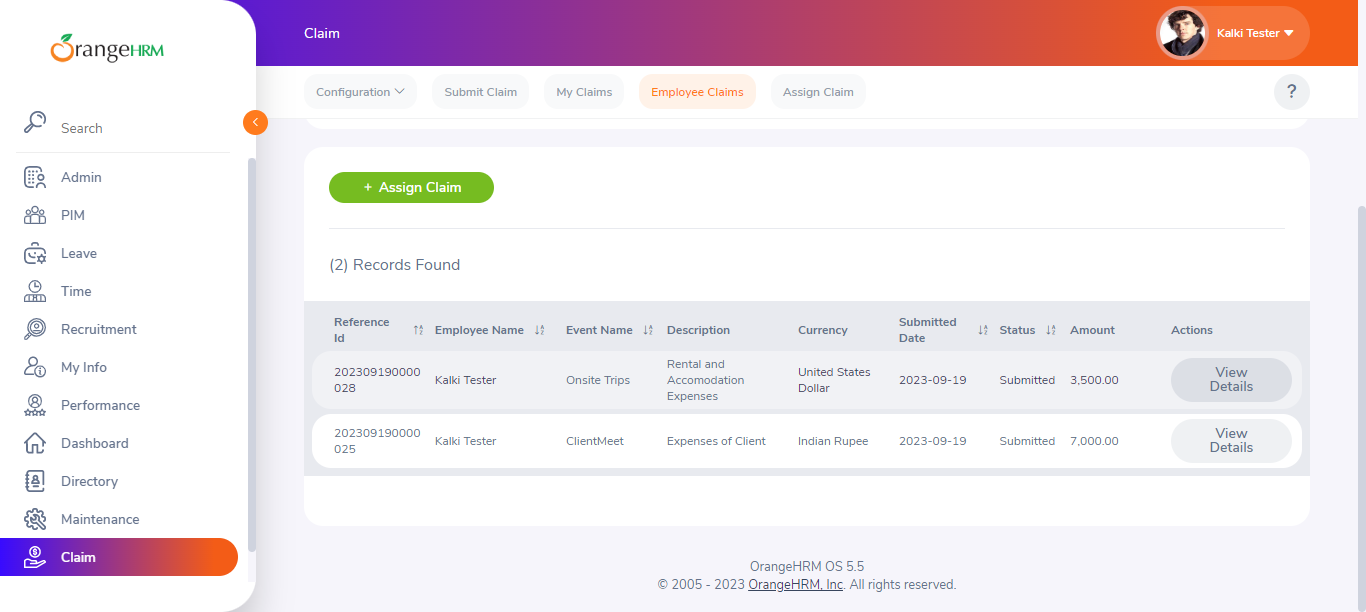 OrangeHRM
Claim
Kalki Tester
Configuration
Submit Claim
My Claims
Employee Claims
Assign Claim
?
Search
Admin
PIM
Leave
Time
Recruitment
My Info
Performance
Dashboard
Directory
Maintenance
Claim
+ Assign Claim
(2) Records Found
Reference
Id
Employee Name
Event Name
Description
Currency
Submitted
Date
Status
Amount
Actions
202309190000
028
Kalki Tester
Onsite Trips
Rental and
Accomodation
Expenses
United States
Dollar
2023-09-19
Submitted
3,500.00
View
Details
202309190000
025
Kalki Tester
ClientMeet
Expenses of Client
Indian Rupee
2023-09-19
Submitted
7,000.00
View
Details
OrangeHRM OS 5.5
© 2005 - 2023 OrangeHRM, Inc. All rights reserved.